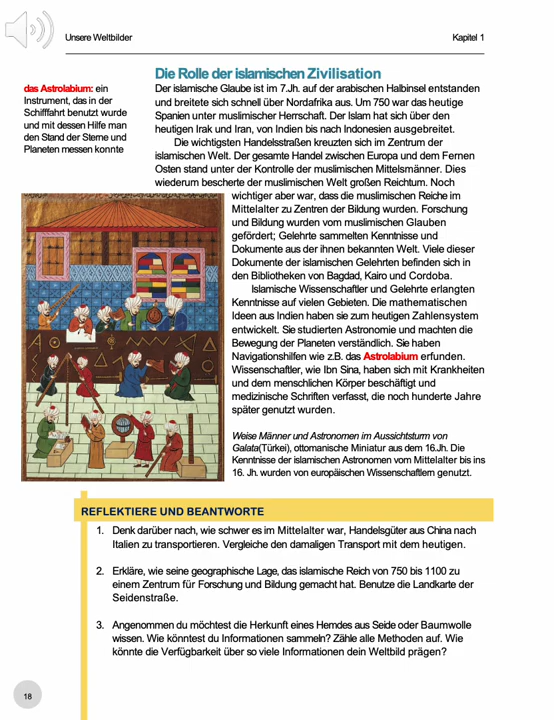 Unsere Weltbilder
Kapitel 1
Die Rolle der islamischen Zivilisation
das Astrolabium: ein
Instrument, das in der
Schifffahrt benutzt wurde
und mit dessen Hilfe man
den Stand der Sterne und
Planeten messen konnte
Der islamische Glaube ist im 7.Jh. auf der arabischen Halbinsel entstanden
und breitete sich schnell über Nordafrika aus. Um 750 war das heutige
Spanien unter muslimischer Herrschaft. Der Islam hat sich über den
heutigen Irak und Iran, von Indien bis nach Indonesien ausgebreitet.
Die wichtigsten Handelsstraßen kreuzten sich im Zentrum der
islamischen Welt. Der gesamte Handel zwischen Europa und dem Fernen
Osten stand unter der Kontrolle der muslimischen Mittelsmänner. Dies
wiederum bescherte der muslimischen Welt großen Reichtum. Noch
wichtiger aber war, dass die muslimischen Reiche im
Mittelalter zu Zentren der Bildung wurden. Forschung
und Bildung wurden vom muslimischen Glauben
gefördert; Gelehrte sammelten Kenntnisse und
Dokumente aus der ihnen bekannten Welt. Viele dieser
Dokumente der islamischen Gelehrten befinden sich in
den Bibliotheken von Bagdad, Kairo und Cordoba.
Islamische Wissenschaftler und Gelehrte erlangten
Kenntnisse auf vielen Gebieten. Die mathematischen
Ideen aus Indien haben sie zum heutigen Zahlensystem
entwickelt. Sie studierten Astronomie und machten die
Bewegung der Planeten verständlich. Sie haben
Navigationshilfen wie z.B. das Astrolabium erfunden.
Wissenschaftler, wie Ibn Sina, haben sich mit Krankheiten
und dem menschlichen Körper beschäftigt und
medizinische Schriften verfasst, die noch hunderte Jahre
später genutzt wurden.
Weise Männer und Astronomen im Aussichtsturm von
Galata(Türkei), ottomanische Miniatur aus dem 16.Jh. Die
Kenntnisse der islamischen Astronomen vom Mittelalter bis ins
16. Jh. wurden von europäischen Wissenschaftlern genutzt.
REFLEKTIERE UND BEANTWORTE
1. Denk darüber nach, wie schwer es im Mittelalter war, Handelsgüter aus China nach
Italien zu transportieren. Vergleiche den damaligen Transport mit dem heutigen.
2. Erkläre, wie seine geographische Lage, das islamische Reich von 750 bis 1100 zu
einem Zentrum für Forschung und Bildung gemacht hat. Benutze die Landkarte der
Seidenstraße.
3. Angenommen du möchtest die Herkunft eines Hemdes aus Seide oder Baumwolle
wissen. Wie könntest du Informationen sammeln? Zähle alle Methoden auf. Wie
könnte die Verfügbarkeit über so viele Informationen dein Weltbild prägen?
18